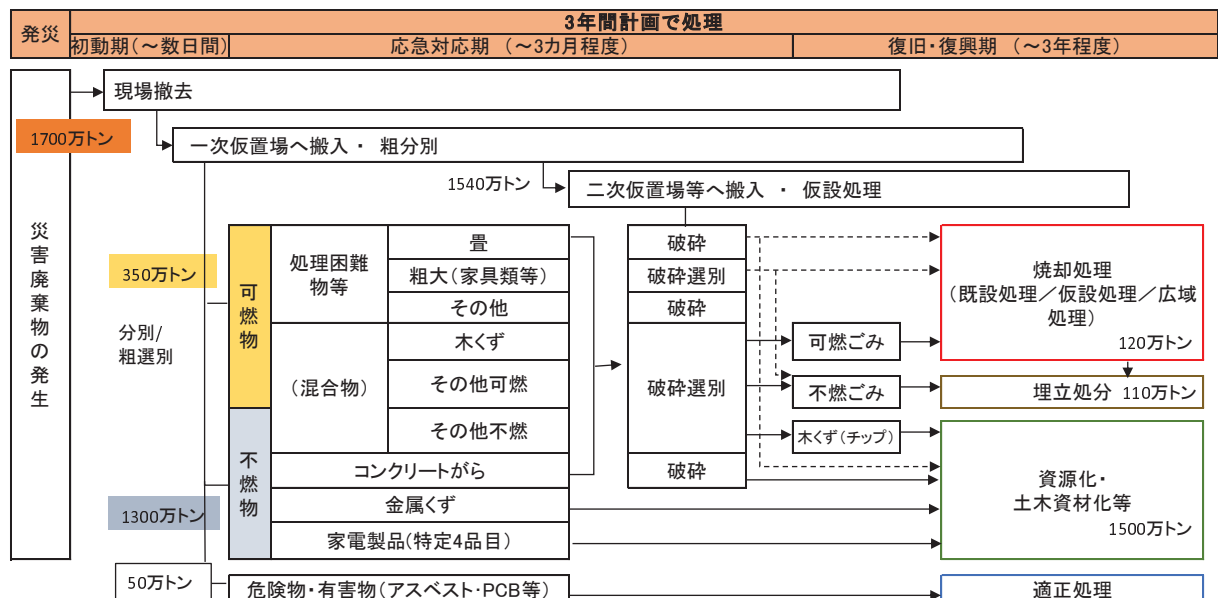 発災
3年間計画で処理
初動期(～数日間)
応急対応期 (～3カ月程度)
復旧・復興期 (～3年程度)
現場撤去
1700万トン
一次仮置場へ搬入・ 粗分別
1540万トン
二次仮置場等へ搬入 ・ 仮設処理
災害廃棄物の発生
350万トン
分別/
粗選別
1300万トン
50万トン
可燃物
不燃物
処理困難
物等
畳
粗大(家具類等)
その他
(混合物)
木くず
その他可燃
その他不燃
コンクリートがら
金属くず
家電製品(特定4品目)
危険物・有害物(アスベスト・PCB等)
破砕
破砕選別
破砕
破砕選別
破砕
可燃ごみ
不燃ごみ
木くず(チップ)
焼却処理
(既設処理/仮設処理/広域
処理)
120万トン
埋立処分 110万トン
資源化・
土木資材化等
1500万トン
適正処理